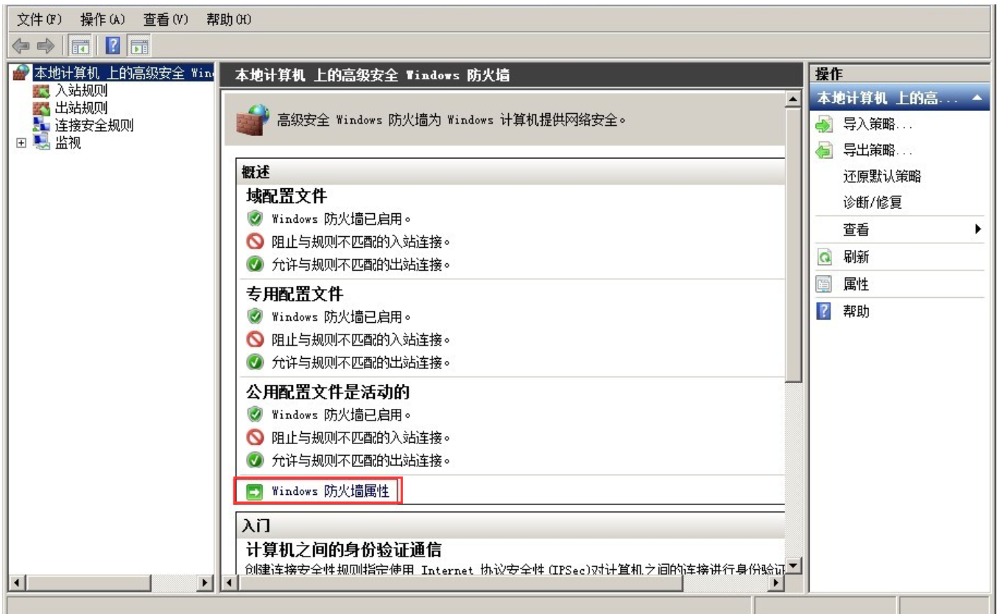 文件(F) 操作(A) 查看(V) 帮助(H)
本地计算机 上的高级安全 Win
入站规则
出站规则
连接安全规则
监视
本地计算机 上的高级安全 Windows 防火墙
高级安全 Windows 防火墙为 Windows 计算机提供网络安全。
概述
域配置文件
Windows 防火墙已启用。
阻止与规则不匹配的入站连接。
允许与规则不匹配的出站连接。
专用配置文件
Windows 防火墙已启用。
阻止与规则不匹配的入站连接。
允许与规则不匹配的出站连接。
公用配置文件是活动的
Windows 防火墙已启用。
阻止与规则不匹配的入站连接。
允许与规则不匹配的出站连接。
Windows 防火墙属性
入门
计算机之间的身份验证通信
创建连接安全性规则指定使用 Internet 协议安全性(IPSec)对计算机之间的连接进行身份验证
操作
本地计算机 上的高...
导入策略...
导出策略...
还原默认策略
诊断/修复
查看
刷新
属性
帮助